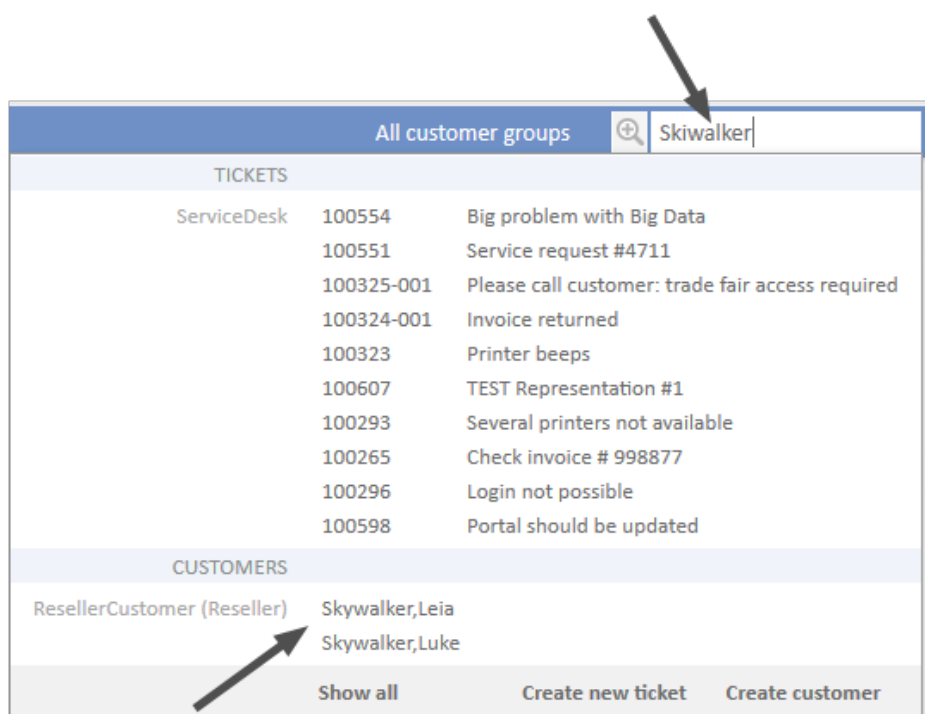 All customer groups Skiwalker
TICKETS
ServiceDesk 100554 Big problem with Big Data
100551 Service request #4711
100325-001 Please call customer: trade fair access required
100324-001 Invoice returned
100323 Printer beeps
100607 TEST Representation #1
100293 Several printers not available
100265 Check invoice # 998877
100296 Login not possible
100598 Portal should be updated
CUSTOMERS
ResellerCustomer (Reseller) Skywalker,Leia
Skywalker,Luke
Show all Create new ticket Create customer